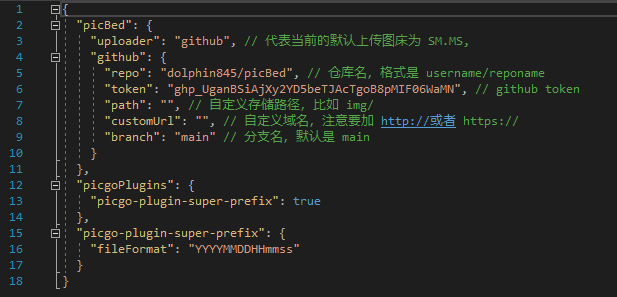 1 {
2 "picBed": {
3 "uploader": "github", // 代表当前的默认上传图床为 SM.MS,
4 "github": {
5 "repo": "dolphin845/picBed", // 仓库名, 格式是 username/reponame
6 "token": "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", // github token
7 "path": "", // 自定义存储路径, 比如 img/
8 "customUrl": "", // 自定义域名, 注意要加 http://或者 https://
9 "branch": "main" // 分支名, 默认是 main
10 }
11 },
12 "picgoPlugins": {
13 "picgo-plugin-super-prefix": true
14 },
15 "picgo-plugin-super-prefix": {
16 "fileFormat": "YYYYMMDDHHmmss"
17 }
18 }